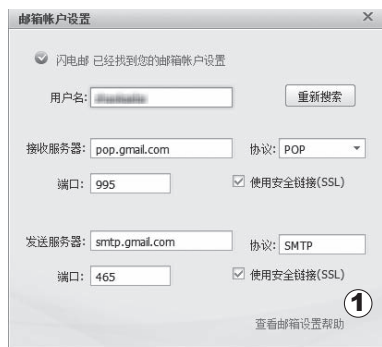 邮箱帐户设置
闪电邮 已经找到您的邮箱帐户设置
用户名:
重新搜索
接收服务器: pop.gmail.com 协议: POP
端口: 995 使用安全链接(SSL)
发送服务器: smtp.gmail.com 协议: SMTP
端口: 465 使用安全链接(SSL)
1
查看邮箱设置帮助